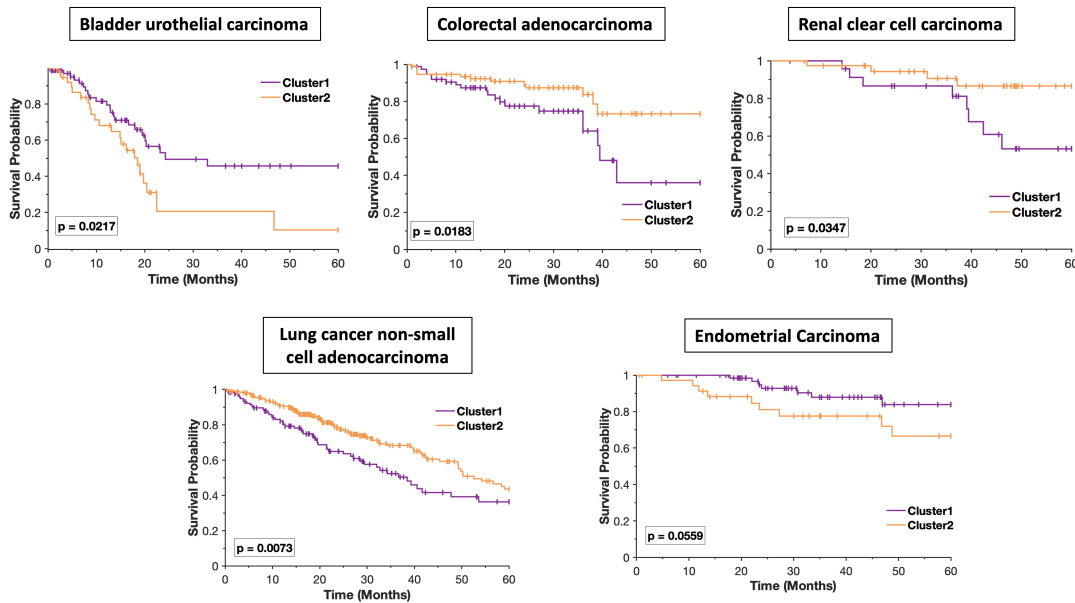 Bladder urothelial carcinoma
Colorectal adenocarcinoma
Renal clear cell carcinoma
Survival Probability
0.8
0.6
0.4
0.2
0
Cluster1
Cluster2
p = 0.0217
0 10 20 30 40 50 60
Time (Months)
Survival Probability
1
0.8
0.6
0.4
0.2
0
Cluster1
Cluster2
p = 0.0183
0 10 20 30 40 50 60
Time (Months)
Survival Probability
1
0.8
0.6
0.4
0.2
0
Cluster1
Cluster2
p = 0.0347
0 10 20 30 40 50 60
Time (Months)
Lung cancer non-small
cell adenocarcinoma
Endometrial Carcinoma
Survival Probability
1
0.8
0.6
0.4
0.2
0
Cluster1
Cluster2
p = 0.0073
0 10 20 30 40 50 60
Time (Months)
Survival Probability
1
0.8
0.6
0.4
0.2
0
Cluster1
Cluster2
p = 0.0559
0 10 20 30 40 50 60
Time (Months)